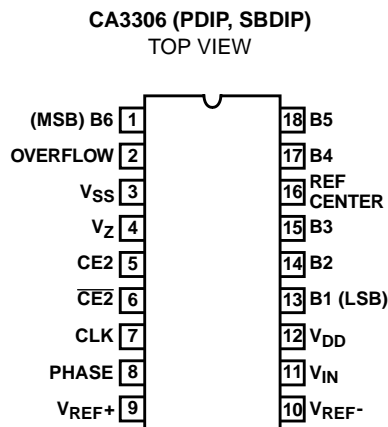 CA3306 (PDIP, SBDIP)
TOP VIEW
(MSB) B6 1
OVERFLOW 2
VSS 3
VZ 4
CE2 5
CE2 6
CLK 7
PHASE 8
VREF+ 9
18 B5
17 B4
16 REF
CENTER
15 B3
14 B2
13 B1 (LSB)
12 VDD
11 VIN
10 VREF-